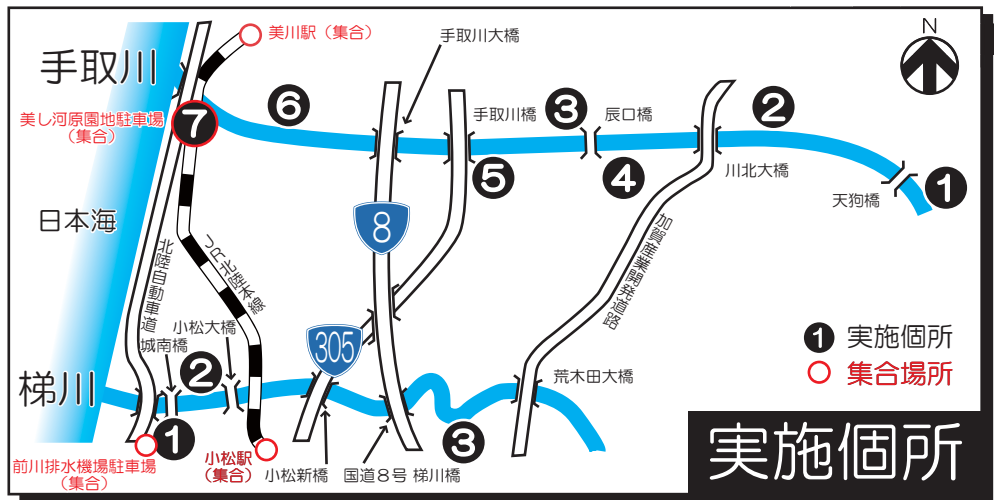 N
美川駅（集合）
手取川大橋
手取川
美し河原園地駐車場
（集合）
7
6
手取川橋
3
辰口橋
2
5
4
川北大橋
天狗橋
1
日本海
8
北陸自動車道
JR北陸本線
加賀産業開発道路
小松大橋
城南橋
305
梯川
2
1
荒木田大橋
3
前川排水機場駐車場
（集合）
小松駅
（集合）
小松新橋
国道８号 梯川橋
1 実施個所
集合場所
実施個所